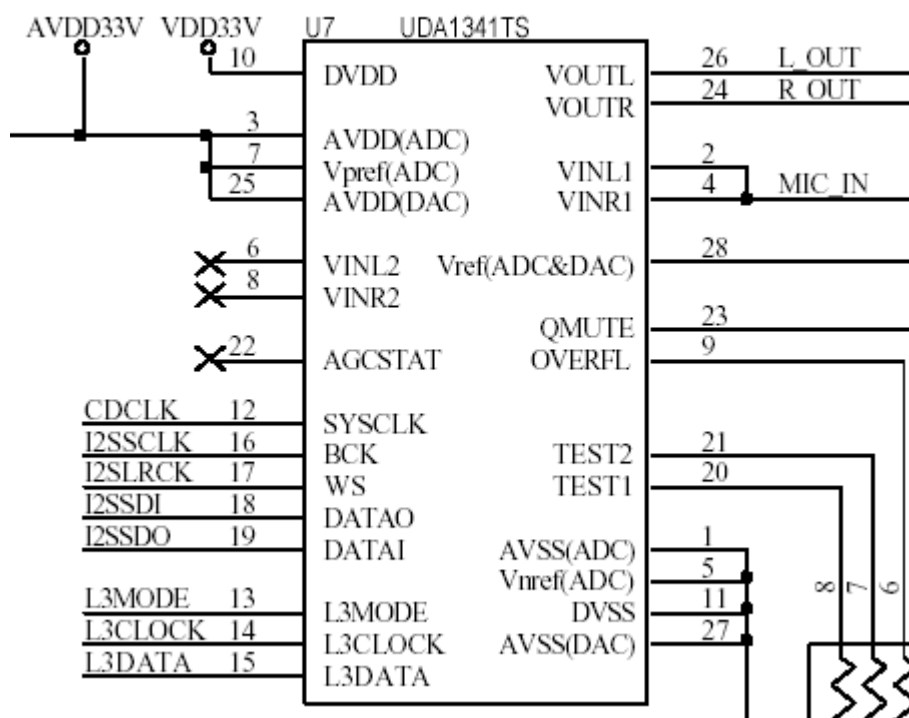 AVDD33V VDD33V U7 UDA1341TS
10 DVDD VOUTL 26 L_OUT
VOUTR 24 R_OUT
3 AVDD(ADC)
7 Vpref(ADC) VINL1 2
25 AVDD(DAC) VINR1 4 MIC_IN
6 VINL2 Vref(ADC&DAC) 28
8 VINR2
QMUTE 23
22 AGCSTAT OVERFL 9
CDCLK 12 SYSCLK
I2SSCLK 16 BCK TEST2 21
I2SLRCK 17 WS TEST1 20
I2SSDI 18 DATAO
I2SSDO 19 DATAI AVSS(ADC) 1
Vnref(ADC) 5
L3MODE 13 L3MODE DVSS 11
L3CLOCK 14 L3CLOCK AVSS(DAC) 27
L3DATA 15 L3DATA
8 7 6